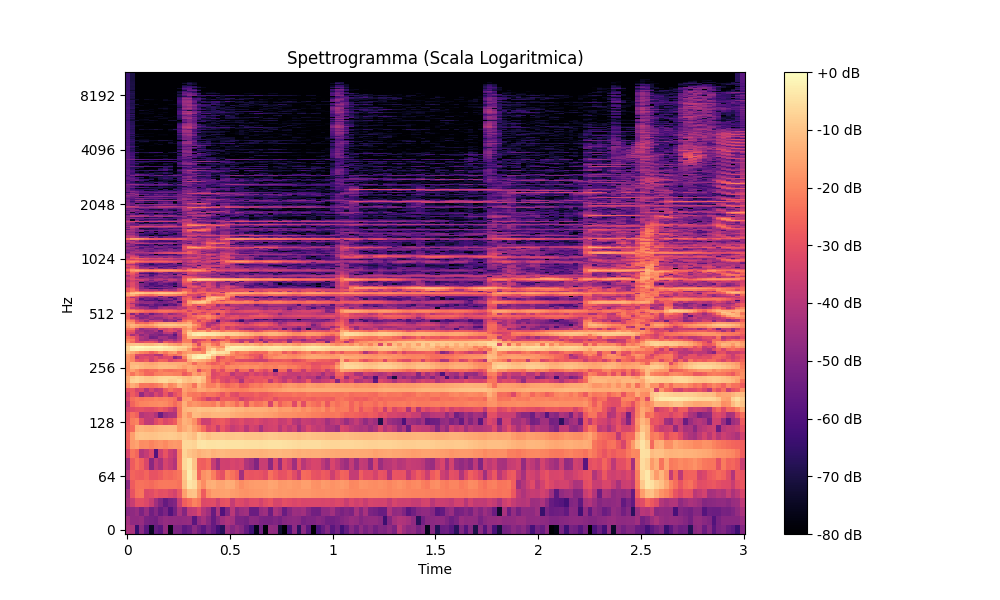 Spettrogramma (Scala Logaritmica)
Hz
8192
4096
2048
1024
512
256
128
64
0
0 0.5 1 1.5 2 2.5 3
Time
+0 dB
-10 dB
-20 dB
-30 dB
-40 dB
-50 dB
-60 dB
-70 dB
-80 dB